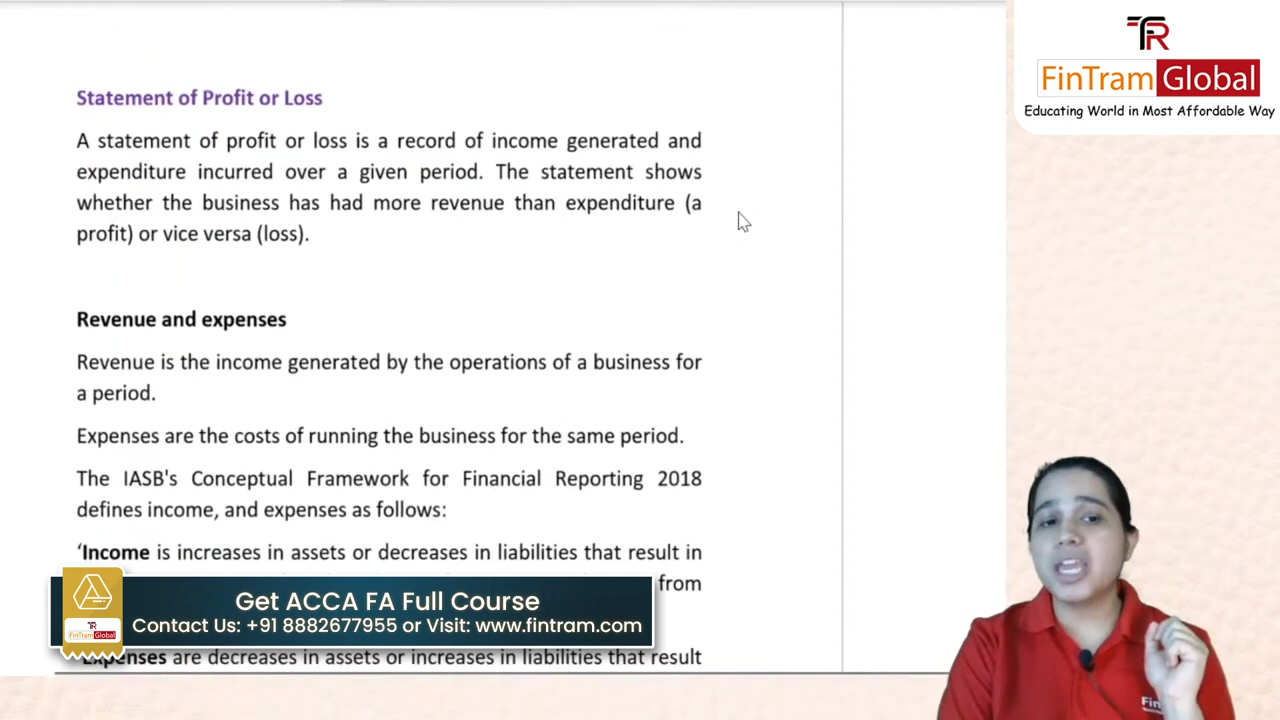 Statement of Profit or Loss
A statement of profit or loss is a record of income generated and
expenditure incurred over a given period. The statement shows
whether the business has had more revenue than expenditure (a
profit) or vice versa (loss).
Revenue and expenses
Revenue is the income generated by the operations of a business for
a period.
Expenses are the costs of running the business for the same period.
The IASB's Conceptual Framework for Financial Reporting 2018
defines income, and expenses as follows:
‘Income is increases in assets or decreases in liabilities that result in
from
Expenses are decreases in assets or increases in liabilities that result
Get ACCA FA Full Course
Contact Us: +91 8882677955 or Visit: www.fintram.com
TR
FinTram Global
TR
FinTram Global
Educating World in Most Affordable Way
Fin